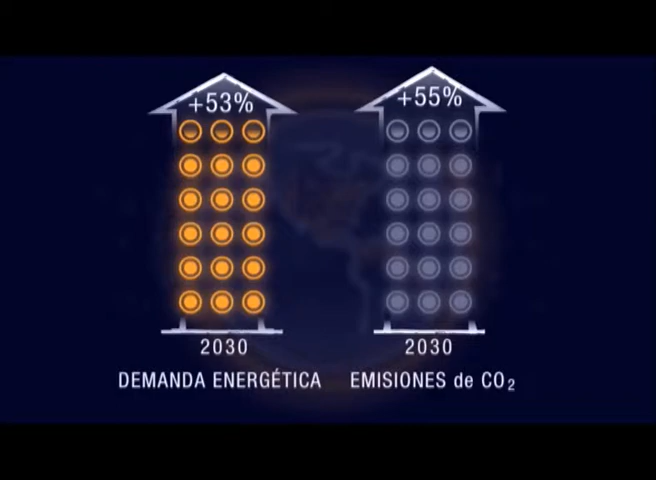 +53%
+55%
2030
2030
DEMANDA ENERGÉTICA
EMISIONES de CO₂